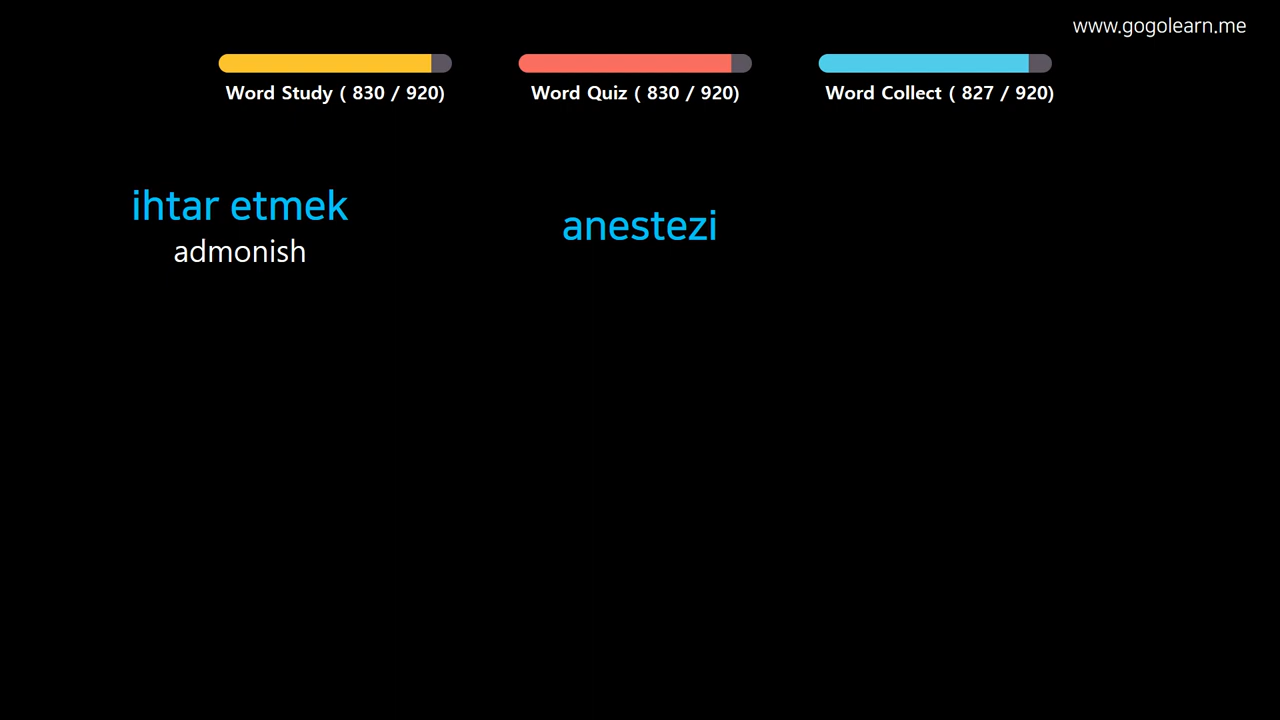 www.gogolearn.me
Word Study ( 830 / 920)
Word Quiz ( 830 / 920)
Word Collect ( 827 / 920)
ihtar etmek
admonish
anestezi